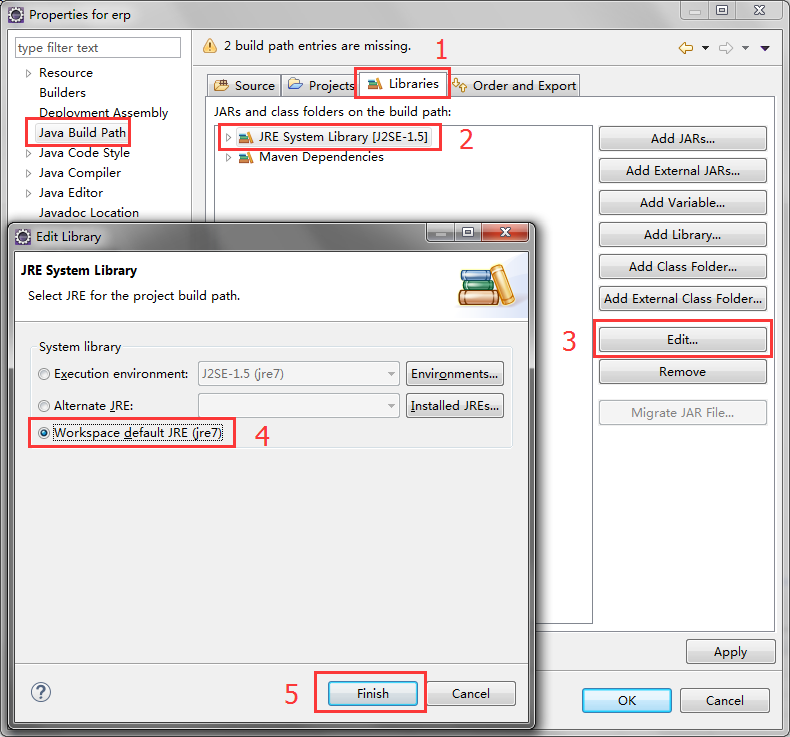 Properties for erp
type filter text
2 build path entries are missing.
1
Resource
Builders
Deployment Assembly
Java Build Path
Java Code Style
Java Compiler
Java Editor
Javadoc Location
Source
Projects
Libraries
Order and Export
JARs and class folders on the build path:
JRE System Library [J2SE-1.5]
2
Maven Dependencies
Add JARs...
Add External JARs...
Add Variable...
Add Library...
Add Class Folder...
Add External Class Folder...
3
Edit...
Remove
Migrate JAR File...
Edit Library
JRE System Library
Select JRE for the project build path.
System library
Execution environment:
J2SE-1.5 (jre7)
Environments...
Alternate JRE:
Installed JREs...
Workspace default JRE (jre7)
4
5
Finish
Cancel
Apply
OK
Cancel